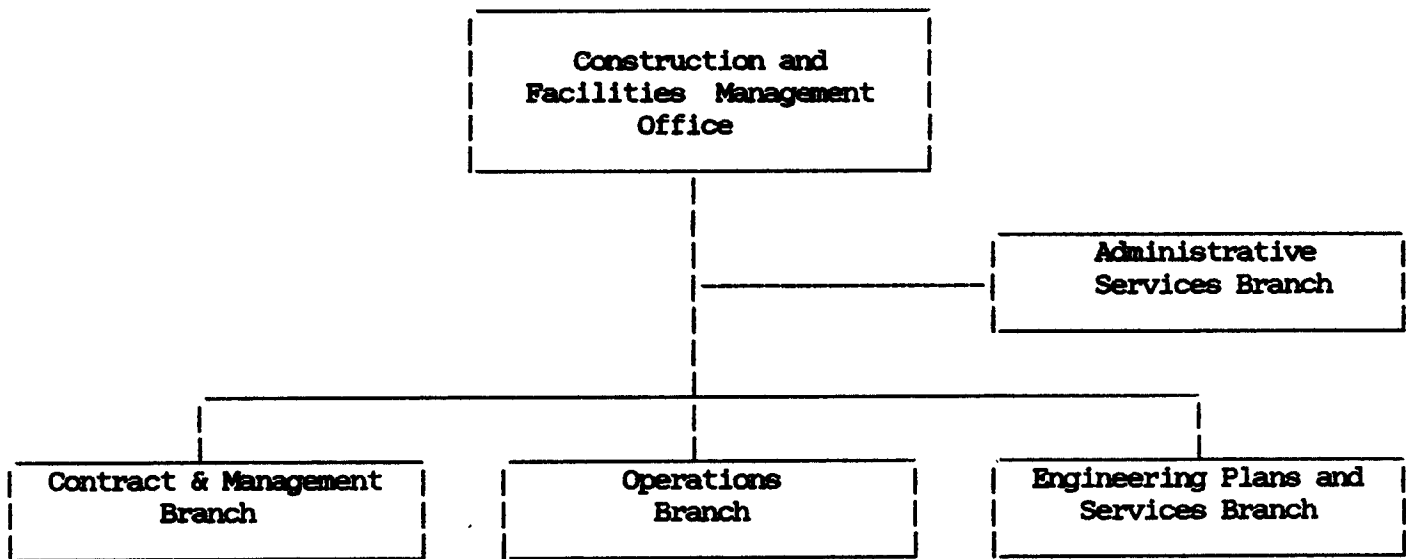 Construction and
Facilities Management
Office
Administrative
Services Branch
Contract & Management
Branch
Operations
Branch
Engineering Plans and
Services Branch